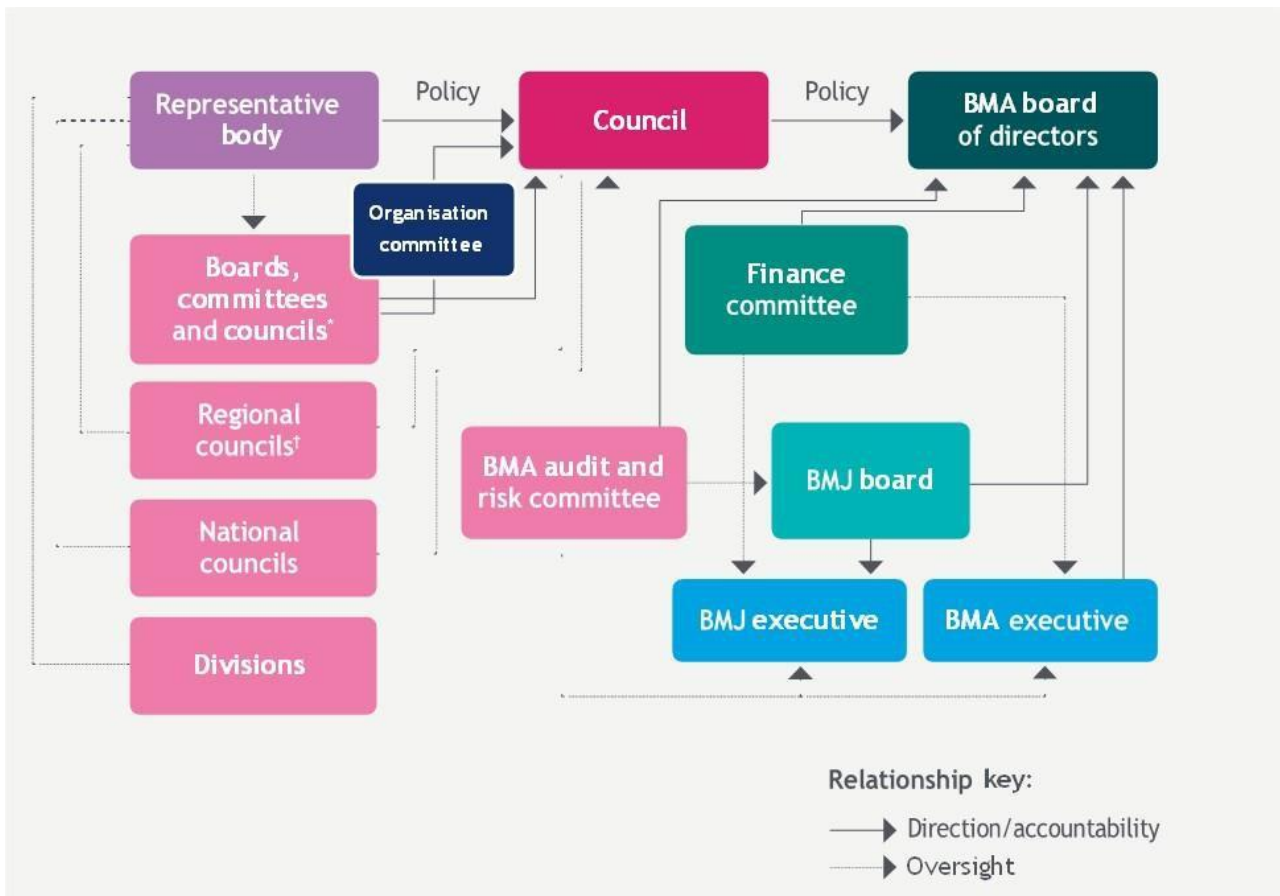 Representative
body
Policy
Council
Policy
BMA board
of directors
Organisation
committee
Boards,
committees
and councils*
Finance
committee
Regional
councils†
BMA audit and
risk committee
BMJ board
National
councils
BMJ executive
BMA executive
Divisions
Relationship key:
Direction/accountability
Oversight